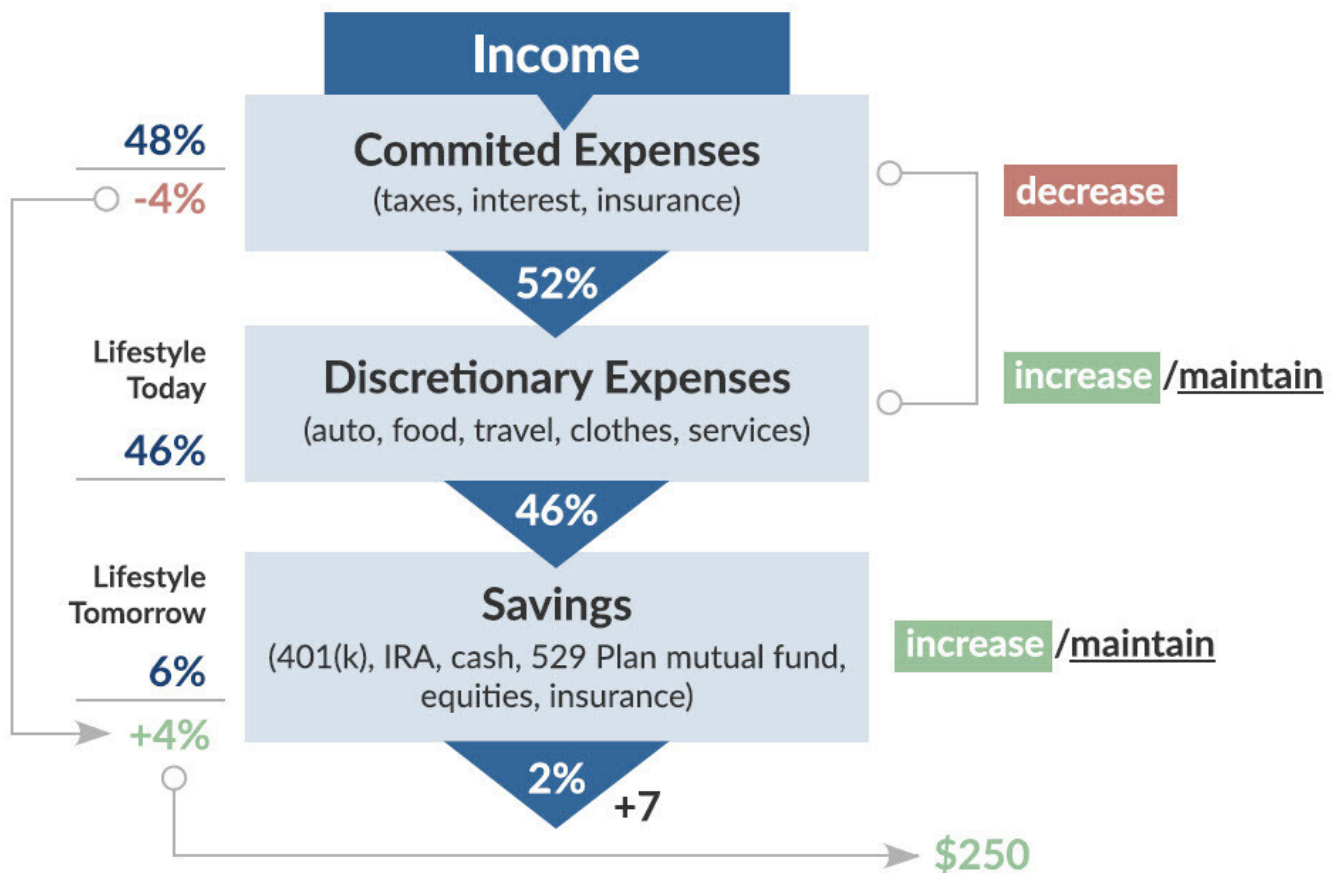 Income
48%
-4%
Commited Expenses
(taxes, interest, insurance)
decrease
52%
Lifestyle
Today
46%
Discretionary Expenses
(auto, food, travel, clothes, services)
increase /maintain
46%
Lifestyle
Tomorrow
6%
+4%
Savings
(401(k), IRA, cash, 529 Plan mutual fund,
equities, insurance)
increase /maintain
2%
+7
$250